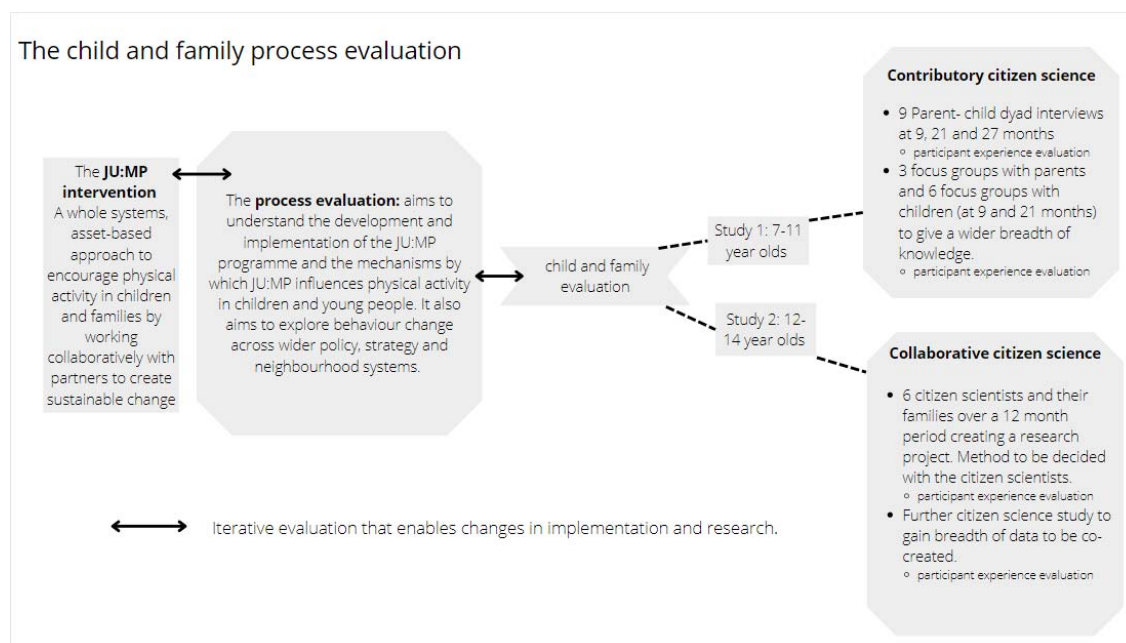 The child and family process evaluation
The JU:MP
intervention
A whole systems,
asset-based
approach to
encourage physical
activity in children
and families by
working
collaboratively with
partners to create
sustainable change
The process evaluation: aims to
understand the development and
implementation of the JU:MP
programme and the mechanisms by
which JU:MP influences physical activity
in children and young people. It also
aims to explore behaviour change
across wider policy, strategy and
neighbourhood systems.
child and family
evaluation
Study 1: 7-11
year olds
Study 2: 12-
14 year olds
Contributory citizen science
• 9 Parent- child dyad interviews
at 9, 21 and 27 months
◦ participant experience evaluation
• 3 focus groups with parents
and 6 focus groups with
children (at 9 and 21 months)
to give a wider breadth of
knowledge.
◦ participant experience evaluation
Collaborative citizen science
• 6 citizen scientists and their
families over a 12 month
period creating a research
project. Method to be decided
with the citizen scientists.
◦ participant experience evaluation
• Further citizen science study to
gain breadth of data to be co-
created.
◦ participant experience evaluation
Iterative evaluation that enables changes in implementation and research.